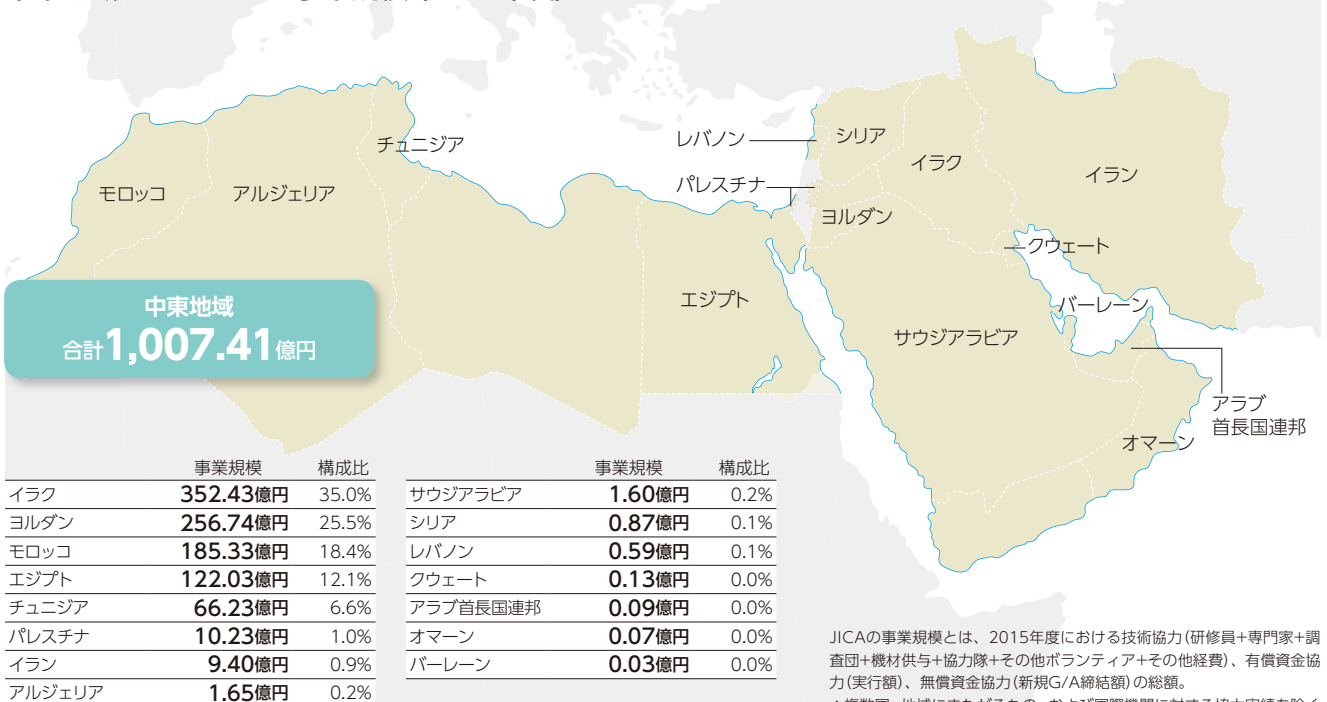 チュニジア
レバノン
シリア
イラク
イラン
モロッコ
アルジェリア
パレスチナ
ヨルダン
クウェート
エジプト
バーレーン
サウジアラビア
アラブ
首長国連邦
オマーン
中東地域
合計1,007.41億円
事業規模 構成比
イラク 352.43億円 35.0%
ヨルダン 256.74億円 25.5%
モロッコ 185.33億円 18.4%
エジプト 122.03億円 12.1%
チュニジア 66.23億円 6.6%
パレスチナ 10.23億円 1.0%
イラン 9.40億円 0.9%
アルジェリア 1.65億円 0.2%
事業規模 構成比
サウジアラビア 1.60億円 0.2%
シリア 0.87億円 0.1%
レバノン 0.59億円 0.1%
クウェート 0.13億円 0.0%
アラブ首長国連邦 0.09億円 0.0%
オマーン 0.07億円 0.0%
バーレーン 0.03億円 0.0%
JICAの事業規模とは、2015年度における技術協力(研修員+専門家+調
査団+機材供与+協力隊+その他ボランティア+その他経費)、有償資金協
力(実行額)、無償資金協力(新規G/A締結額)の総額。